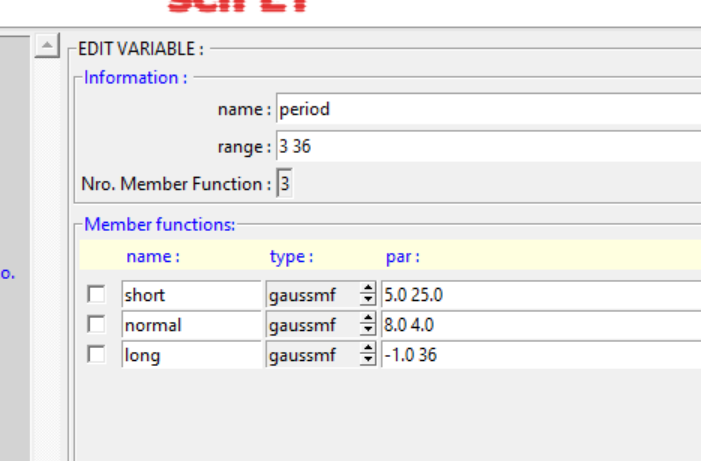 EDIT VARIABLE :
Information :
name : period
range : 3 36
Nro. Member Function : 3
Member functions:
name : type : par :
o.
short gaussmf 5.0 25.0
normal gaussmf 8.0 4.0
long gaussmf -1.0 36